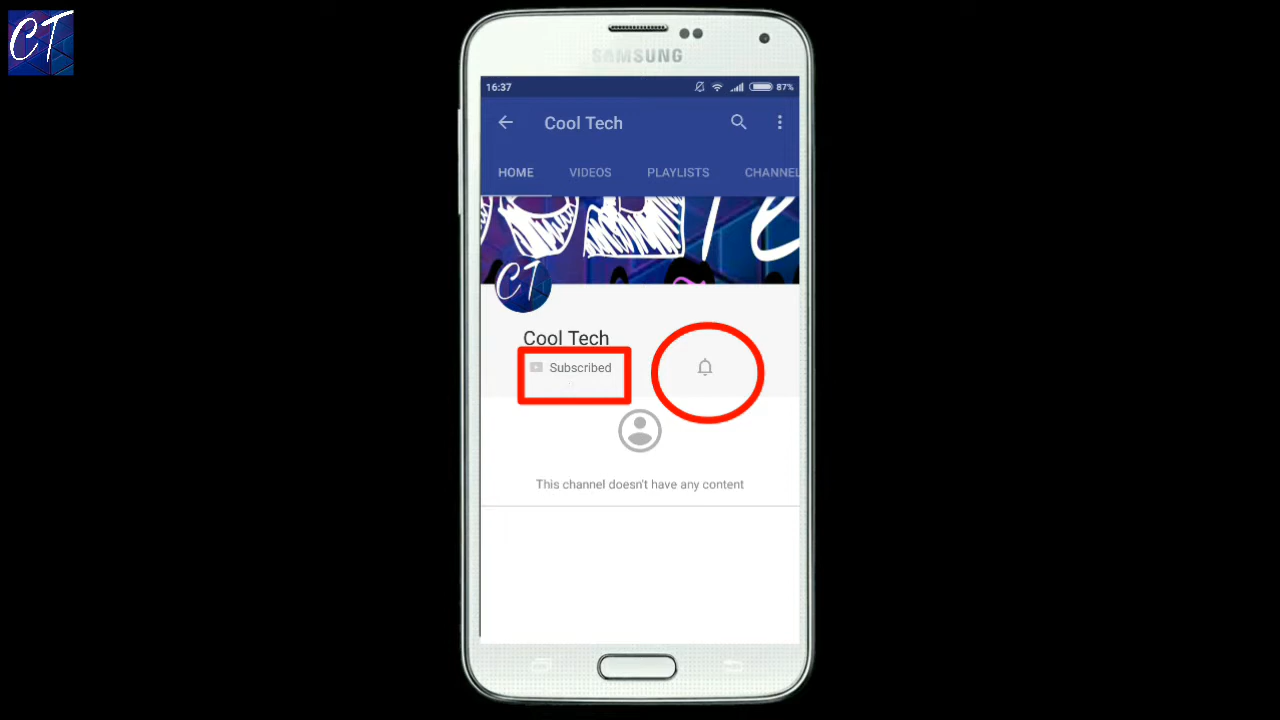 CT
SAMSUNG
16:37 87%
Cool Tech
HOME VIDEOS PLAYLISTS CHANNEL
CT
Cool Tech
Subscribed
This channel doesn't have any content